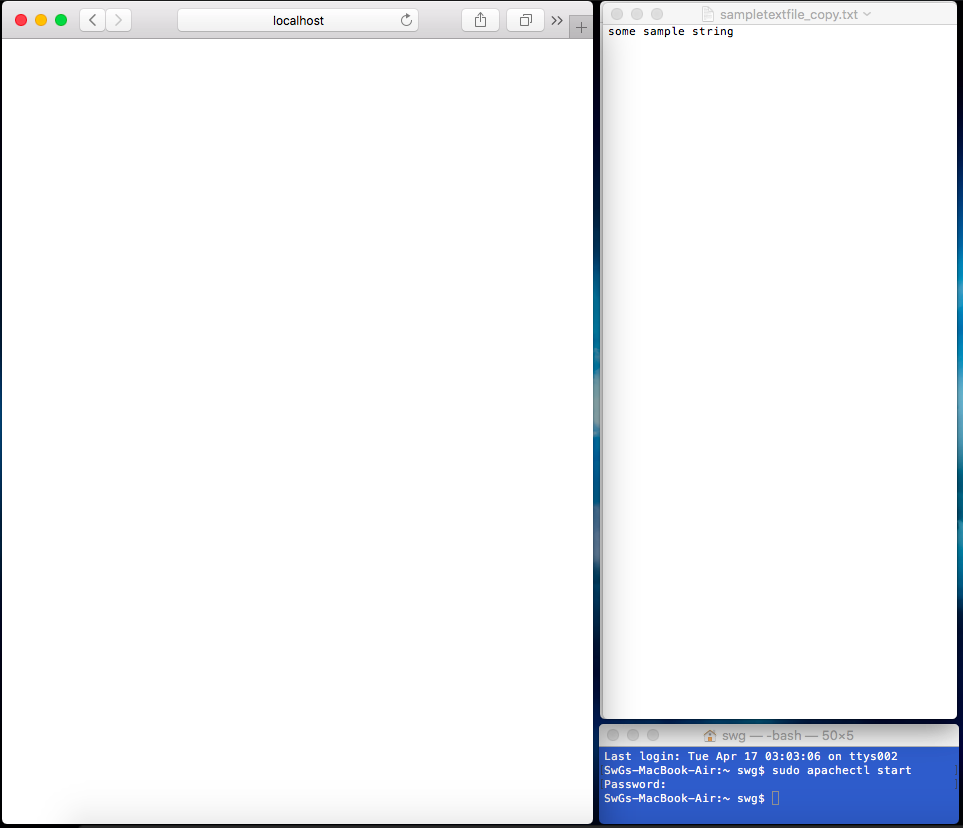 localhost
sampletextfile_copy.txt
some sample string
swg — -bash — 50×5
Last login: Tue Apr 17 03:03:06 on ttys002
SwGs-MacBook-Air:~ swg$ sudo apachectl start
Password:
SwGs-MacBook-Air:~ swg$